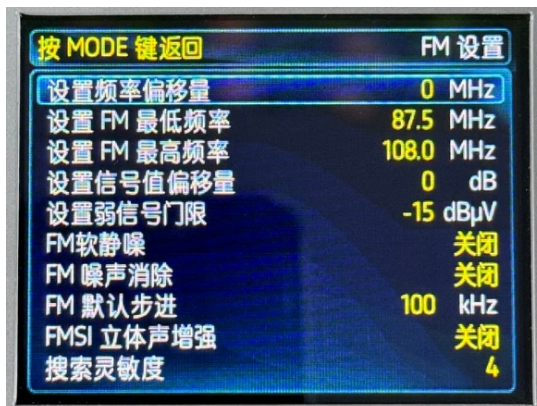 按 MODE 键返回 FM 设置
设置频率偏移量 0 MHz
设置 FM 最低频率 87.5 MHz
设置 FM 最高频率 108.0 MHz
设置信号值偏移量 0 dB
设置弱信号门限 -15 dBμV
FM软静噪 关闭
FM 噪声消除 关闭
FM 默认步进 100 kHz
FMSI 立体声增强 关闭
搜索灵敏度 4